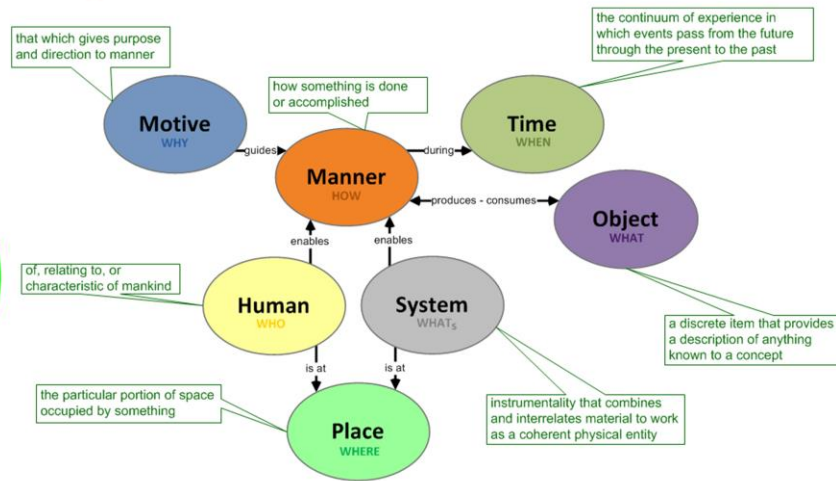 that which gives purpose
and direction to manner
the continuum of experience in
which events pass from the future
through the present to the past
how something is done
or accomplished
Motive
WHY
Time
WHEN
guides
during
Manner
HOW
produces - consumes
Object
WHAT
enables
enables
of, relating to, or
characteristic of mankind
Human
WHO
System
WHATS
a discrete item that provides
a description of anything
known to a concept
is at
is at
the particular portion of space
occupied by something
instrumentality that combines
and interrelates material to work
as a coherent physical entity
Place
WHERE